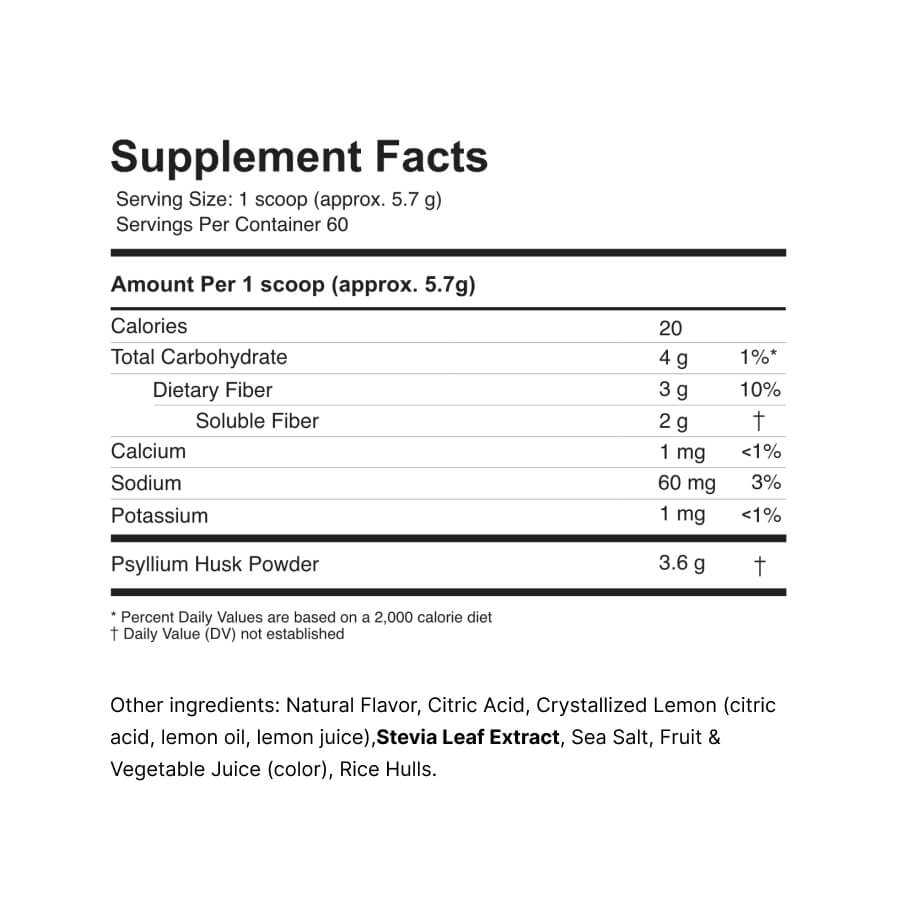 Supplement Facts
Serving Size: 1 scoop (approx. 5.7 g)
Servings Per Container 60
Amount Per 1 scoop (approx. 5.7g)
Calories 20
Total Carbohydrate 4 g 1%*
Dietary Fiber 3 g 10%
Soluble Fiber 2 g †
Calcium 1 mg <1%
Sodium 60 mg 3%
Potassium 1 mg <1%
Psyllium Husk Powder 3.6 g †
* Percent Daily Values are based on a 2,000 calorie diet
† Daily Value (DV) not established
Other ingredients: Natural Flavor, Citric Acid, Crystallized Lemon (citric
acid, lemon oil, lemon juice),Stevia Leaf Extract, Sea Salt, Fruit &
Vegetable Juice (color), Rice Hulls.